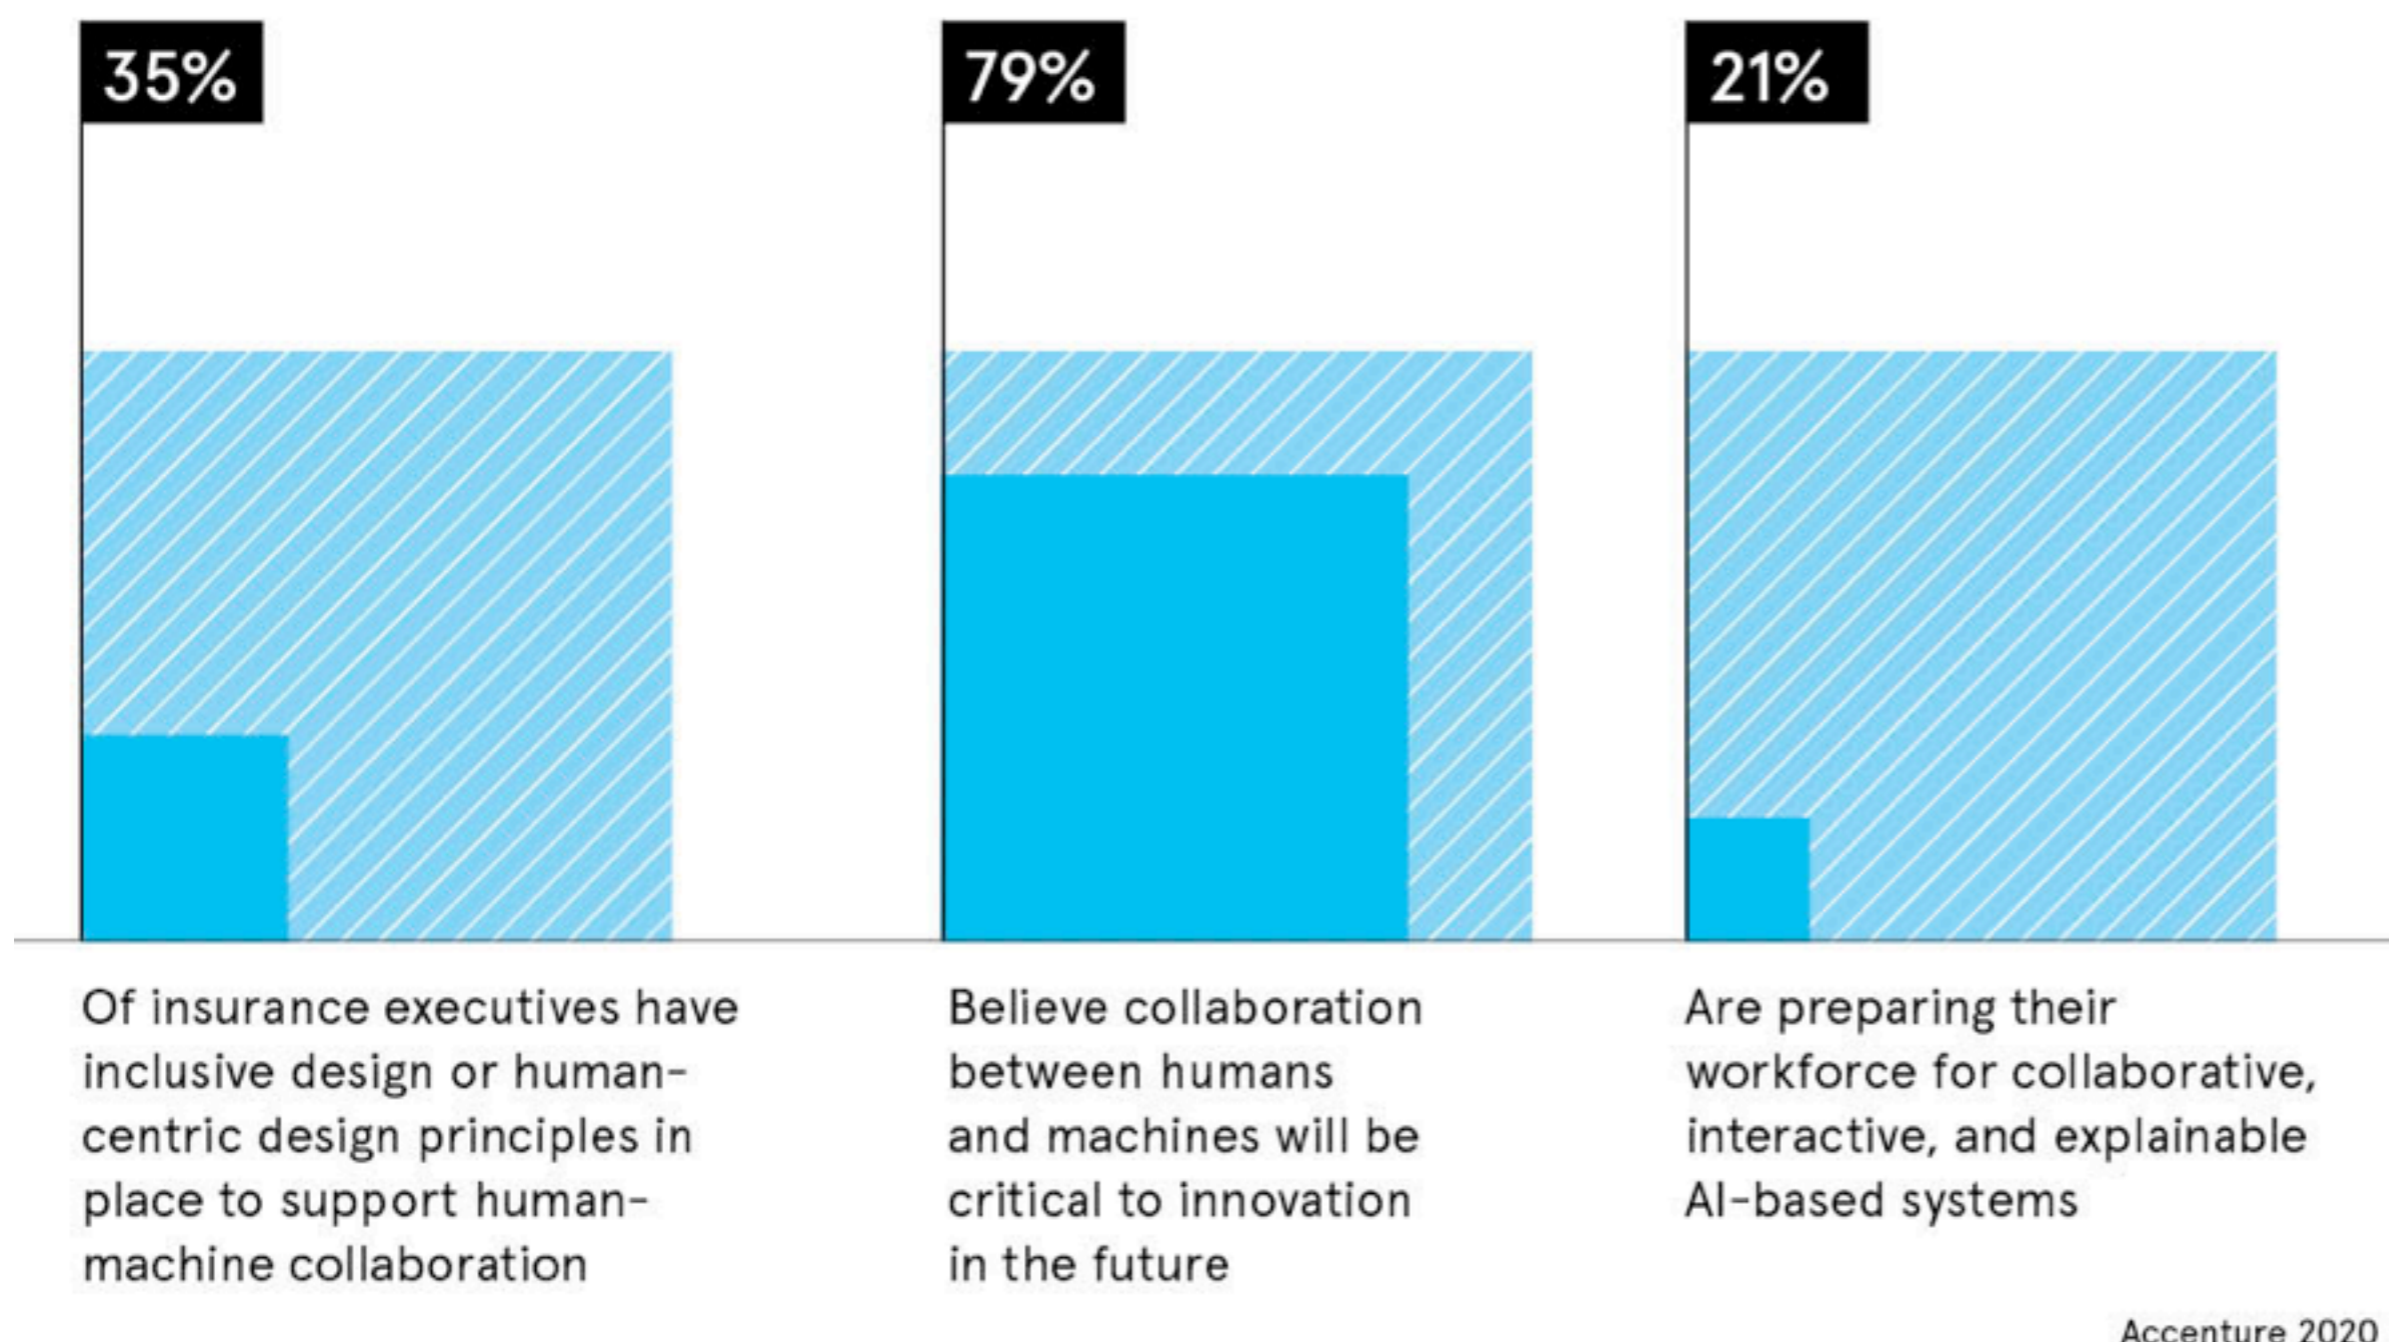 35%
Of insurance executives have
inclusive design or human-
centric design principles in
place to support human-
machine collaboration
79%
Believe collaboration
between humans
and machines will be
critical to innovation
in the future
21%
Are preparing their
workforce for collaborative,
interactive, and explainable
AI-based systems
Accenture 2020